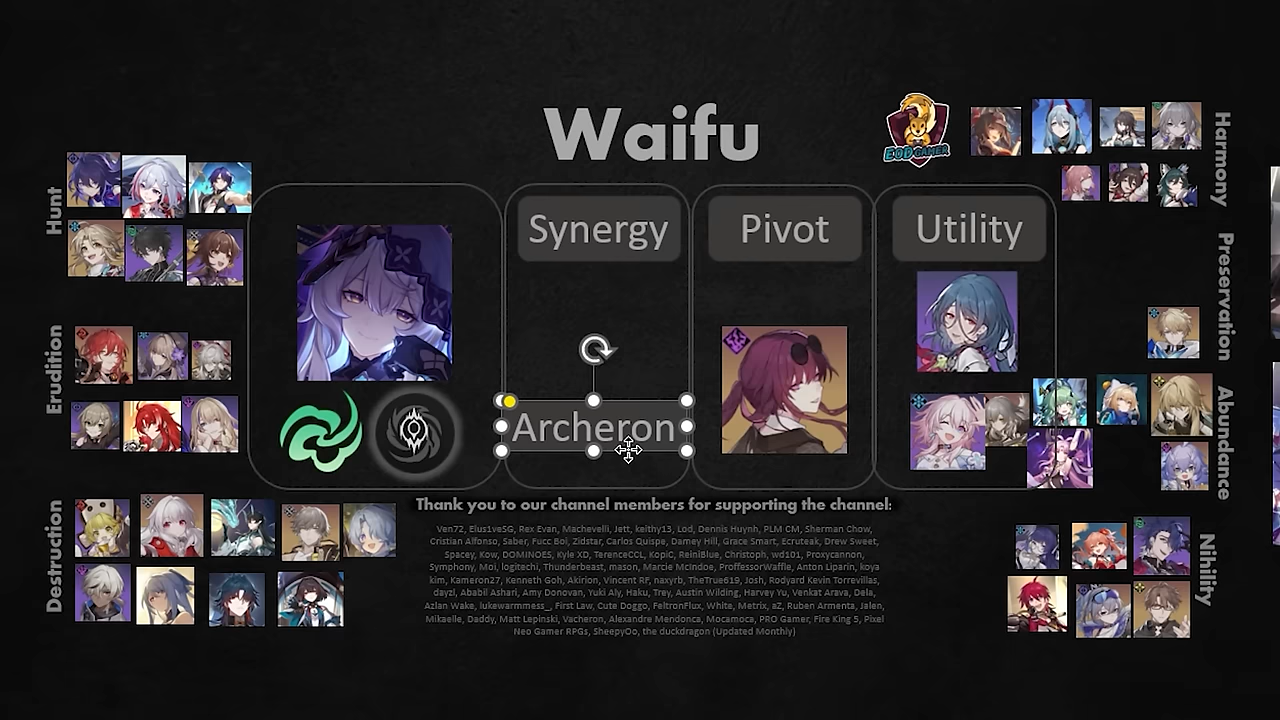 Waifu
EOD GAMER
Harmony
Hunt
Synergy
Pivot
Utility
Preservation
Erudition
Archeron
Abundance
Thank you to our channel members for supporting the channel:
Ven72, Elus1veSG, Rex Evan, Machevelli, Jett, keithy13, Lod, Dennis Huynh, PLM CM, Sherman Chow,
Cristian Alfonso, Saber, Fucc Boi, Zidstar, Carlos Quispe, Damey Hill, Grace Smart, Ecruteak, Drew Sweet,
Spacey, Kow, DOMINOES, Kyle XD, TerenceCCL, KopiC, ReiniBlue, Christoph, wd101, Proxycannon,
Symphony, Moi, logitechi, Thunderbeast, mason, Marcie McIndoe, ProffessorWaffle, Anton Liparin, koya
kim, Kameron27, Kenneth Goh, Akirion, Vincent RF, naxyrb, TheTrue619, Josh, Rodyard Kevin Torrevillas,
dayzl, Ababil Ashari, Amy Donovan, Yuki Aly, Haku, Trey, Austin Wilding, Harvey Yu, Venkat Arava, Dela,
Azlan Wake, lukewarmmess_, First Law, Cute Doggo, FeltronFlux, White, Metrix, aZ, Ruben Armenta, Jalen,
Mikaelle, Daddy, Matt Lepinski, Vacheron, Alexandre Mendonca, Mocamoca, PRO Gamer, Fire King 5, Pixel
Neo Gamer RPGs, SheepyOo, the duckdragon (Updated Monthly)
Destruction
Nihility